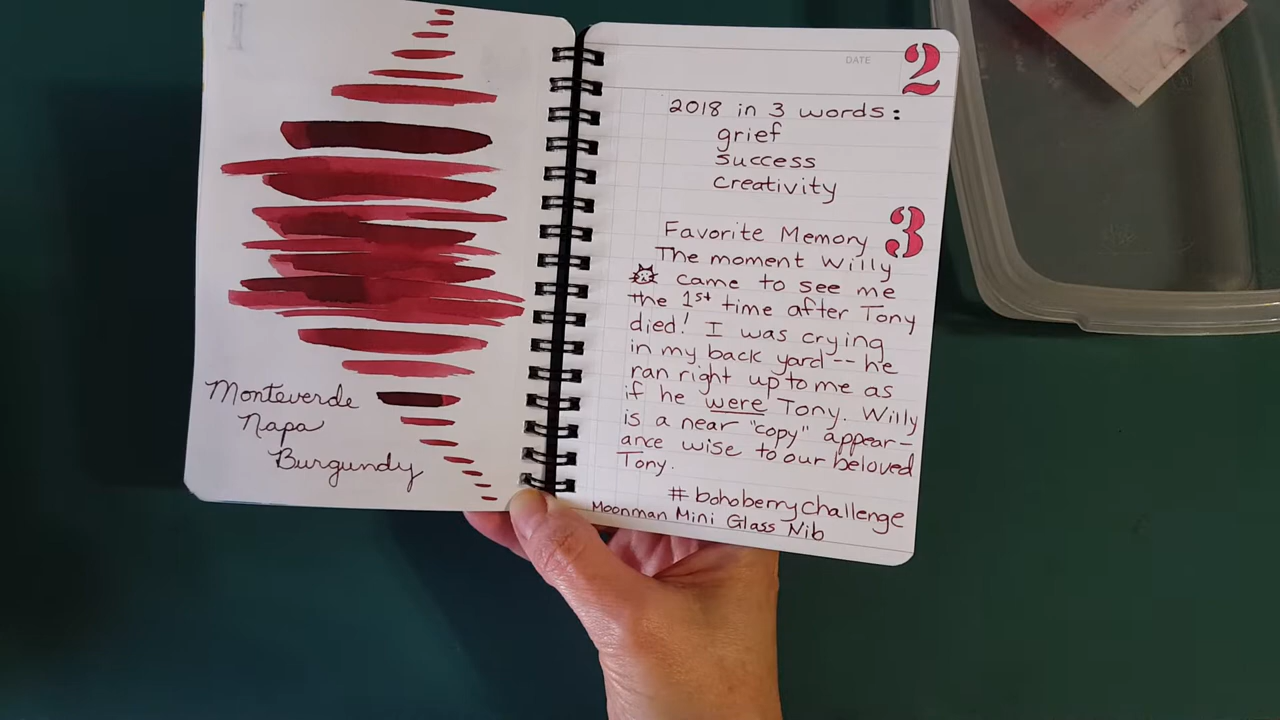 1
Monteverde
Napa
Burgundy
DATE
2
2018 in 3 words:
grief
success
creativity
3
Favorite Memory
The moment Willy
came to see me
the 1st time after Tony
died! I was crying
in my back yard -- he
ran right up to me as
if he were Tony. Willy
is a near "copy" appear-
ance wise to our beloved
Tony.
#bohoberrychallenge
Moonman Mini Glass Nib